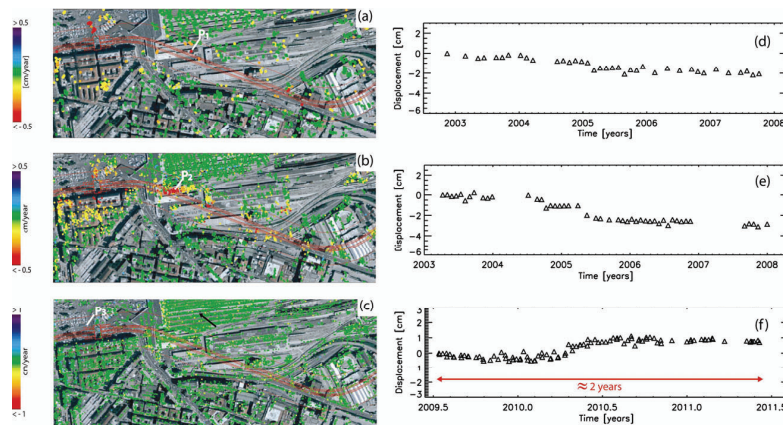 (a)
> 0.5
[cm/year]
< - 0.5
P1
(b)
> 0.5
cm/year
< - 0.5
P2
(c)
> 1
cm/year
< - 1
P3
(d)
Displacement [cm]
4
2
0
-2
-4
-6
2003 2004 2005 2006 2007 2008
Time [years]
(e)
Displacement [cm]
4
2
0
-2
-4
-6
2003 2004 2005 2006 2007 2008
Time [years]
(f)
Displacement [cm]
3
2
1
0
-1
-2
-3
≈ 2 years
2009.5 2010.0 2010.5 2011.0 2011.5
Time [years]